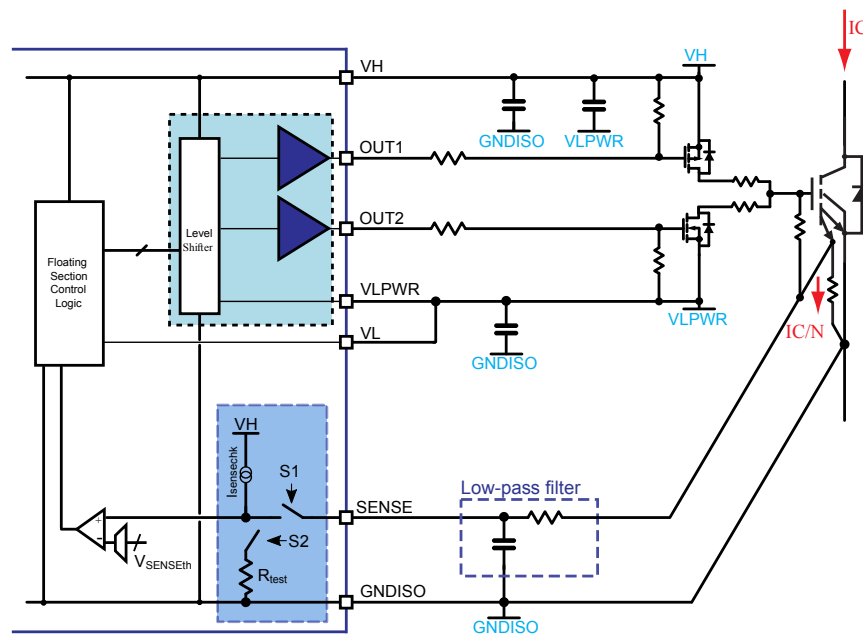 IC
VH
VH
GNDISO
VLPWR
OUT1
Level
Shifter
OUT2
Floating
Section
Control
Logic
VLPWR
VLPWR
IC/N
VL
GNDISO
VH
Isensechk
S1
Low-pass filter
SENSE
+
-
VSENSEth
S2
Rtest
GNDISO
GNDISO